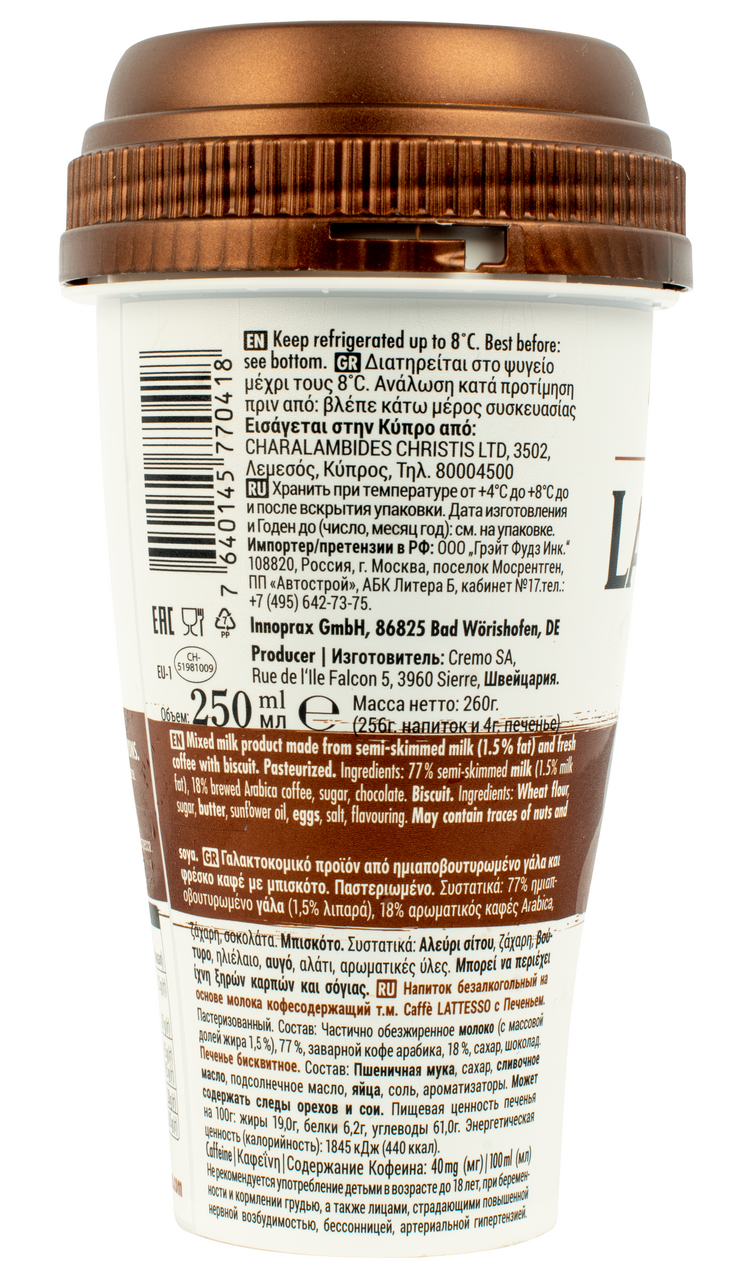 EN Keep refrigerated up to 8°C. Best before:
see bottom. GR Διατηρείται στο ψυγείο
μέχρι τους 8°C. Ανάλωση κατά προτίμηση
πριν από: βλέπε κάτω μέρος συσκευασίας
Εισάγεται στην Κύπρο από:
CHARALAMBIDES CHRISTIS LTD, 3502,
Λεμεσός, Κύπρος, Τηλ. 80004500
RU Хранить при температуре от +4°С до +8°С до
и после вскрытия упаковки. Дата изготовления
и Годен до (число, месяц год): см. на упаковке.
Импортер/претензии в РФ: ООО „Грэйт Фудз Инк."
108820, Россия, г. Москва, поселок Мосрентген,
ПП «Автострой», АБК Литера Б, кабинет №17.тел.:
+7 (495) 642-73-75.
Innoprax GmbH, 86825 Bad Wörishofen, DE
Producer | Изготовитель: Cremo SA,
Rue de l'Ile Falcon 5, 3960 Sierre, Швейцария.
7 640145 770418
EAC
7
PP
EU-1
CH-
51981009
Объем: 250 ml
мл
℮
Масса нетто: 260г.
(256г. напиток и 4г. печенье)
EN Mixed milk product made from semi-skimmed milk (1.5% fat) and fresh
coffee with biscuit. Pasteurized. Ingredients: 77% semi-skimmed milk (1.5% milk
fat), 18% brewed Arabica coffee, sugar, chocolate. Biscuit. Ingredients: Wheat flour,
sugar, butter, sunflower oil, eggs, salt, flavouring. May contain traces of nuts and
soya. GR Γαλακτοκομικό προϊόν από ημιαποβουτυρωμένο γάλα και
φρέσκο καφέ με μπισκότο. Παστεριωμένο. Συστατικά: 77% ημιαπ-
οβουτυρωμένο γάλα (1,5% λιπαρά), 18% αρωματικός καφές Arabica,
ζάχαρη, σοκολάτα. Μπισκότο. Συστατικά: Αλεύρι σίτου, ζάχαρη, βού-
τυρο, ηλιέλαιο, αυγό, αλάτι, αρωματικές ύλες. Μπορεί να περιέχει
ίχνη ξηρών καρπών και σόγιας. RU Напиток безалкогольный на
основе молока кофесодержащий т.м. Caffè LATTESSO с Печеньем.
Пастеризованный. Состав: Частично обезжиренное молоко (с массовой
долей жира 1,5%), 77%, заварной кофе арабика, 18%, сахар, шоколад.
Печенье бисквитное. Состав: Пшеничная мука, сахар, сливочное
масло, подсолнечное масло, яйца, соль, ароматизаторы. Может
содержать следы орехов и сои. Пищевая ценность печенья
на 100г: жиры 19,0г, белки 6,2г, углеводы 61,0г. Энергетическая
ценность (калорийность): 1845 кДж (440 ккал).
Caffeine|Καφεΐνη|Содержание Кофеина: 40mg (мг)|100ml (мл)
Не рекомендуется употребление детьми в возрасте до 18 лет, при беремен-
ности и кормлении грудью, а также лицами, страдающими повышенной
нервной возбудимостью, бессонницей, артериальной гипертензией.
LA